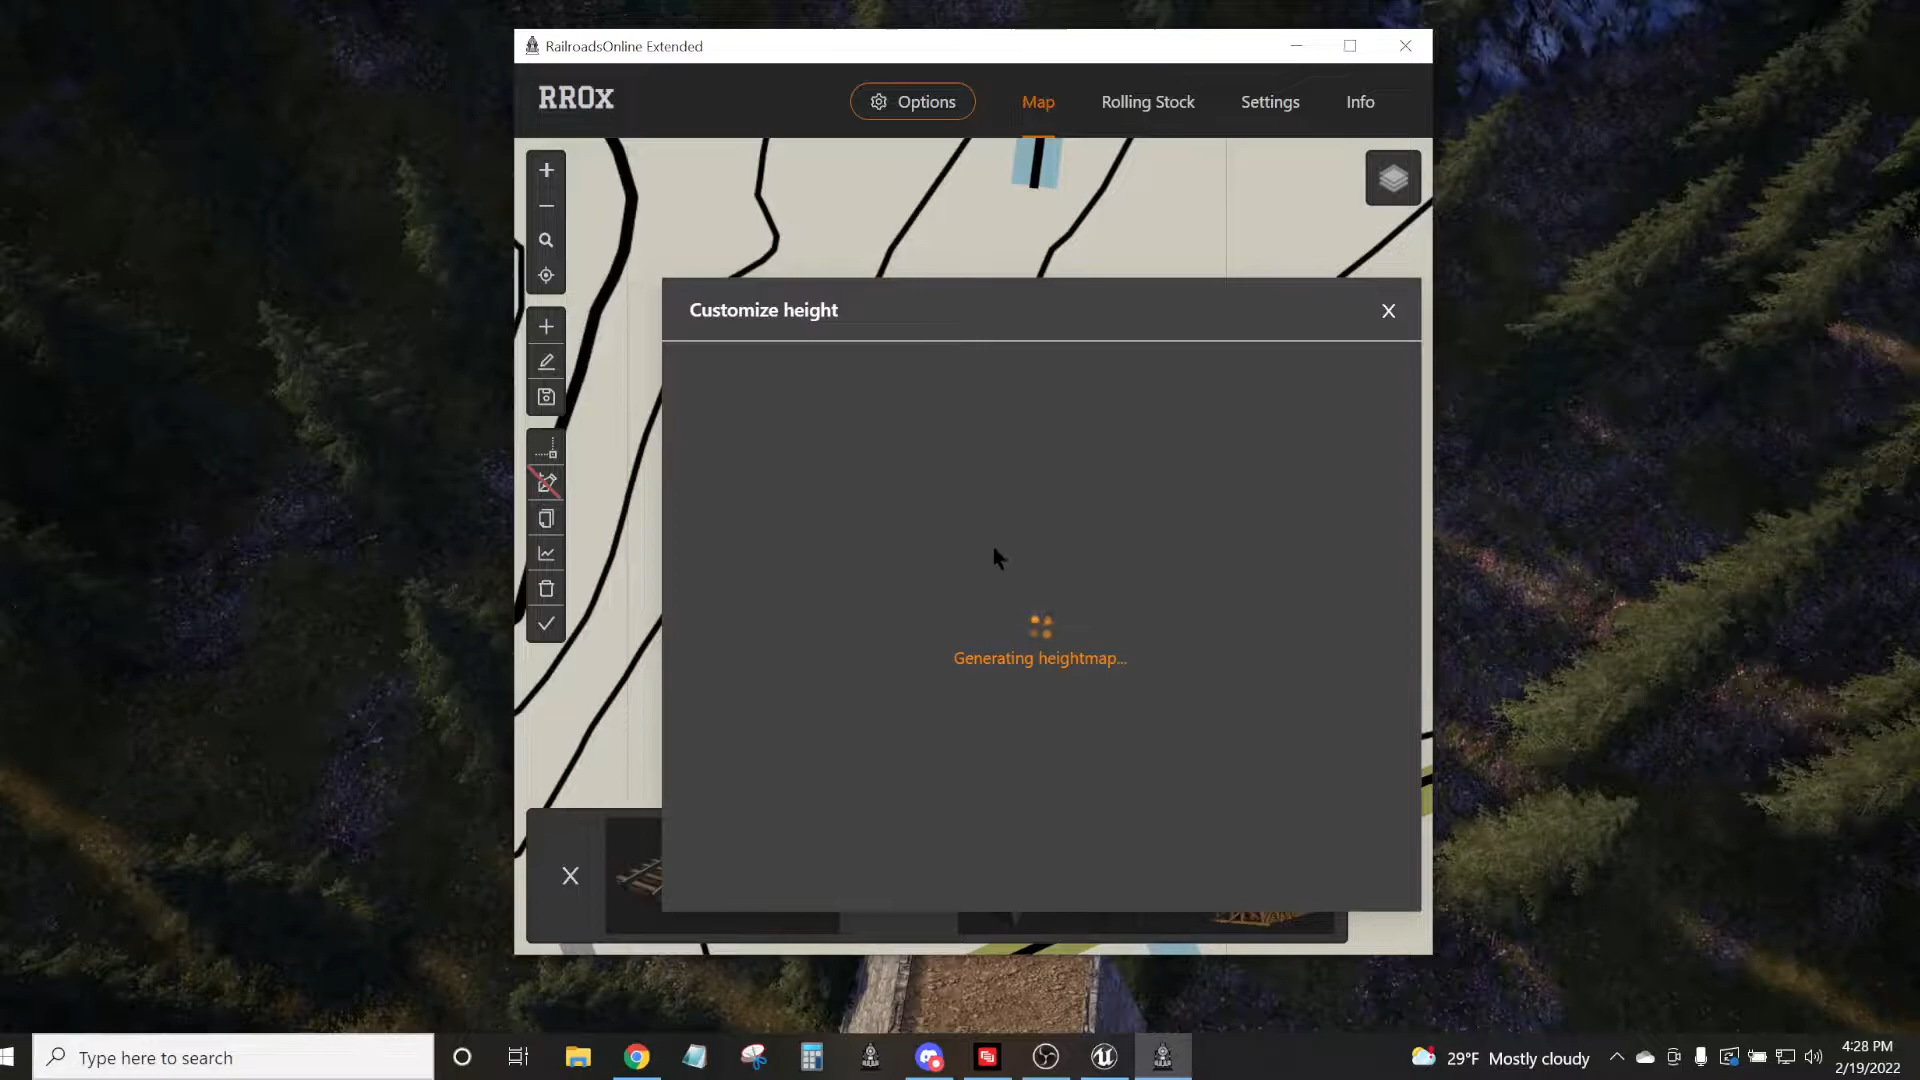 RailroadsOnline Extended
RROx
Options
Map
Rolling Stock
Settings
Info
Customize height
X
Generating heightmap...
X
Type here to search
29°F Mostly cloudy
4:28 PM
2/19/2022